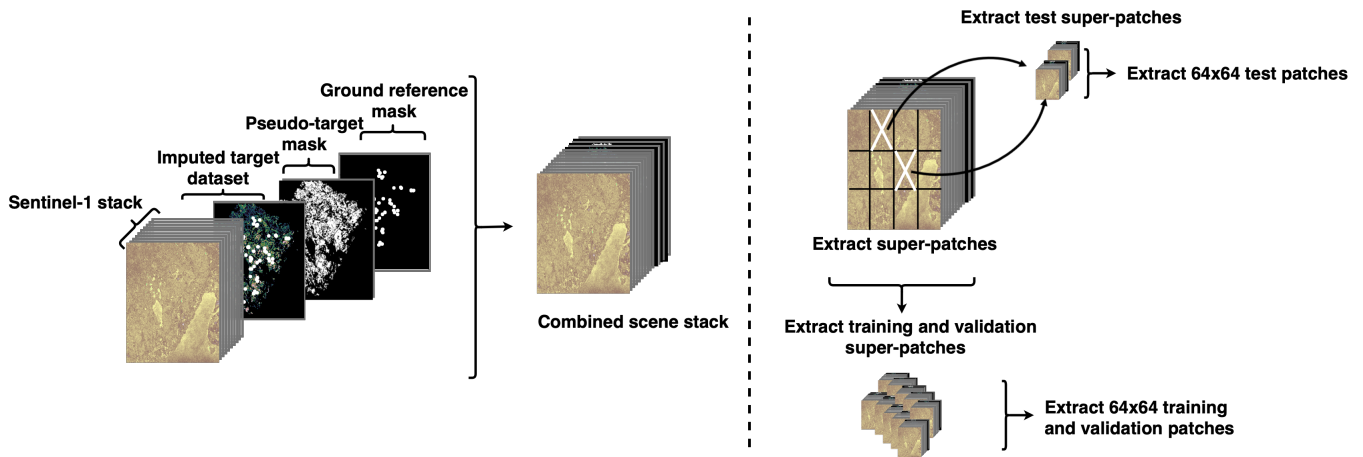 Sentinel-1 stack
Imputed target
dataset
Pseudo-target
mask
Ground reference
mask
Combined scene stack
Extract test super-patches
Extract 64x64 test patches
Extract super-patches
Extract training and validation
super-patches
Extract 64x64 training
and validation patches